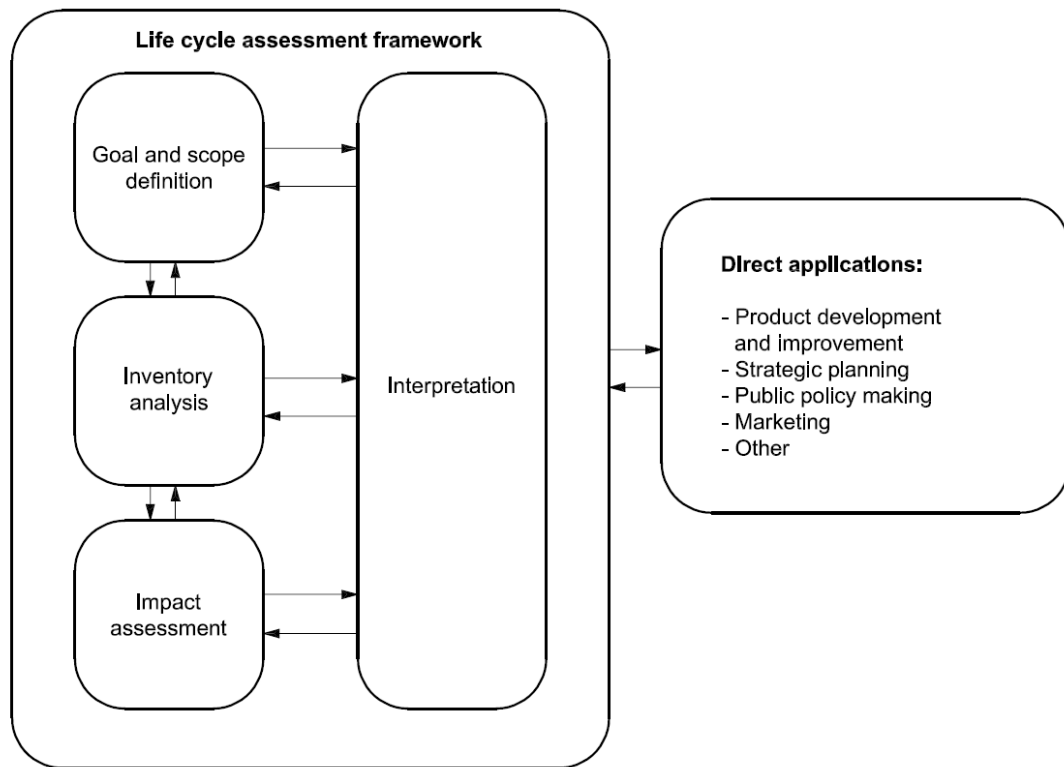 Life cycle assessment framework
Goal and scope
definition
Inventory
analysis
Impact
assessment
Interpretation
Direct applications:
- Product development
and improvement
- Strategic planning
- Public policy making
- Marketing
- Other